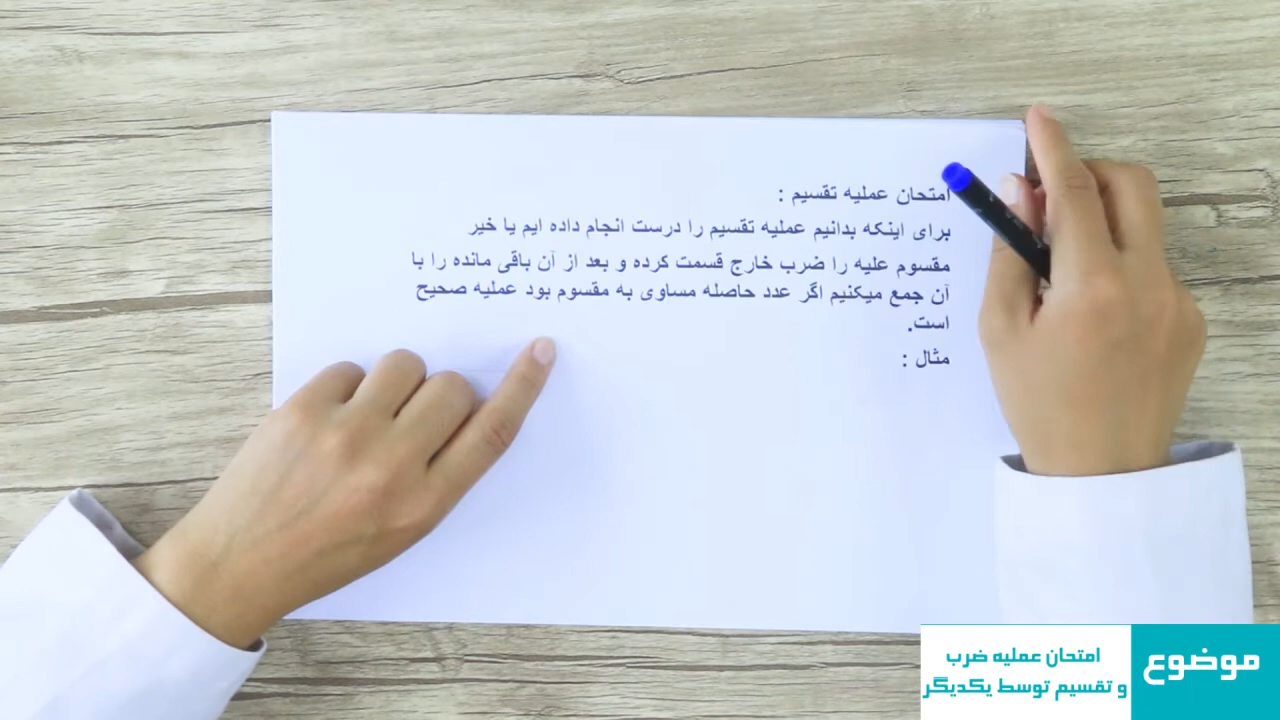 امتحان عملیه تقسیم :
برای اینکه بدانیم عملیه تقسیم را درست انجام داده ایم یا خیر
مقسوم علیه را ضرب خارج قسمت کرده و بعد از آن باقی مانده را با
آن جمع میکنیم اگر عدد حاصله مساوی به مقسوم بود عملیه صحیح
است.
مثال :
موضوع
امتحان عملیه ضرب
و تقسیم توسط یکدیگر